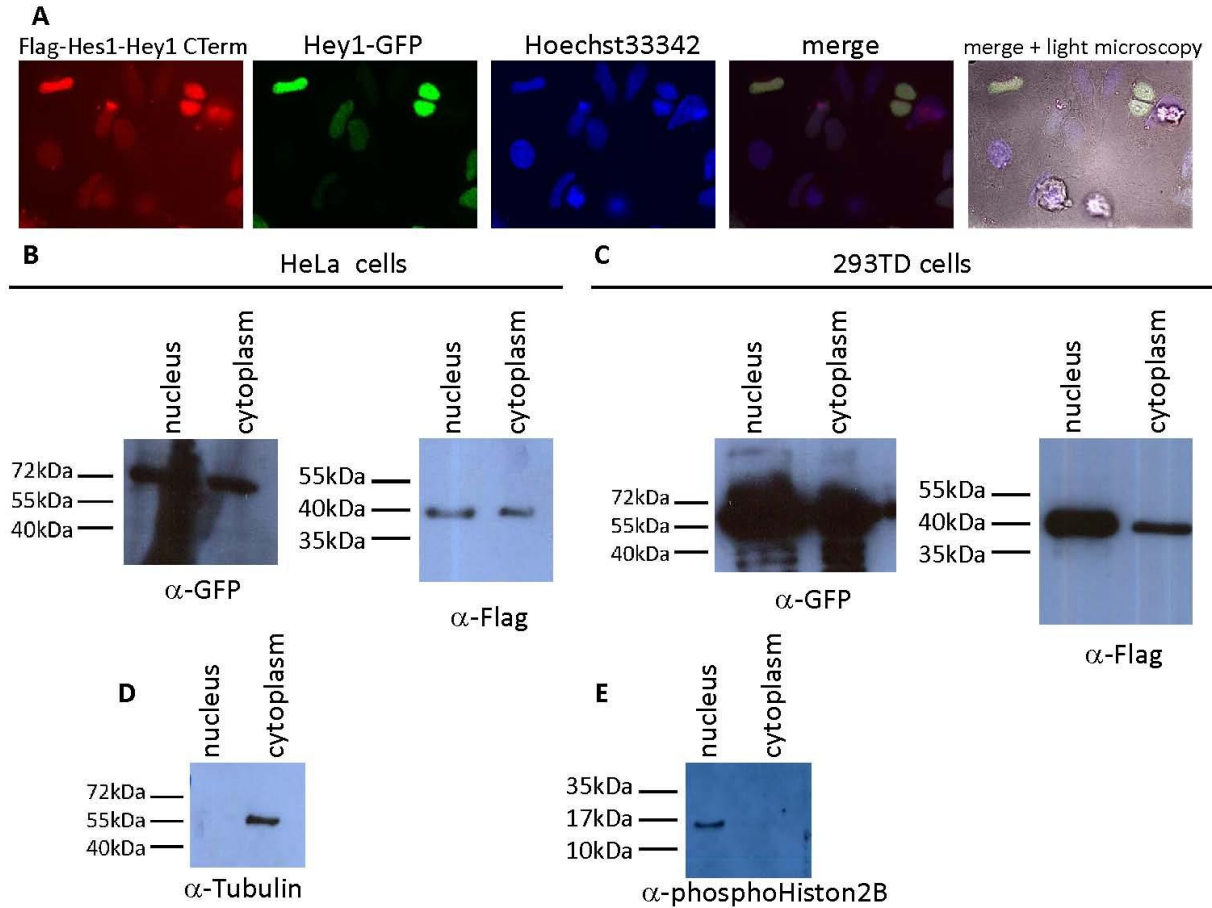 A
Flag-Hes1-Hey1 CTerm
Hey1-GFP
Hoechst33342
merge
merge + light microscopy
B
HeLa cells
nucleus
cytoplasm
72kDa
55kDa
40kDa
α-GFP
nucleus
cytoplasm
55kDa
40kDa
35kDa
α-Flag
C
293TD cells
nucleus
cytoplasm
72kDa
55kDa
40kDa
α-GFP
nucleus
cytoplasm
55kDa
40kDa
35kDa
α-Flag
D
nucleus
cytoplasm
72kDa
55kDa
40kDa
α-Tubulin
E
nucleus
cytoplasm
35kDa
17kDa
10kDa
α-phosphoHiston2B